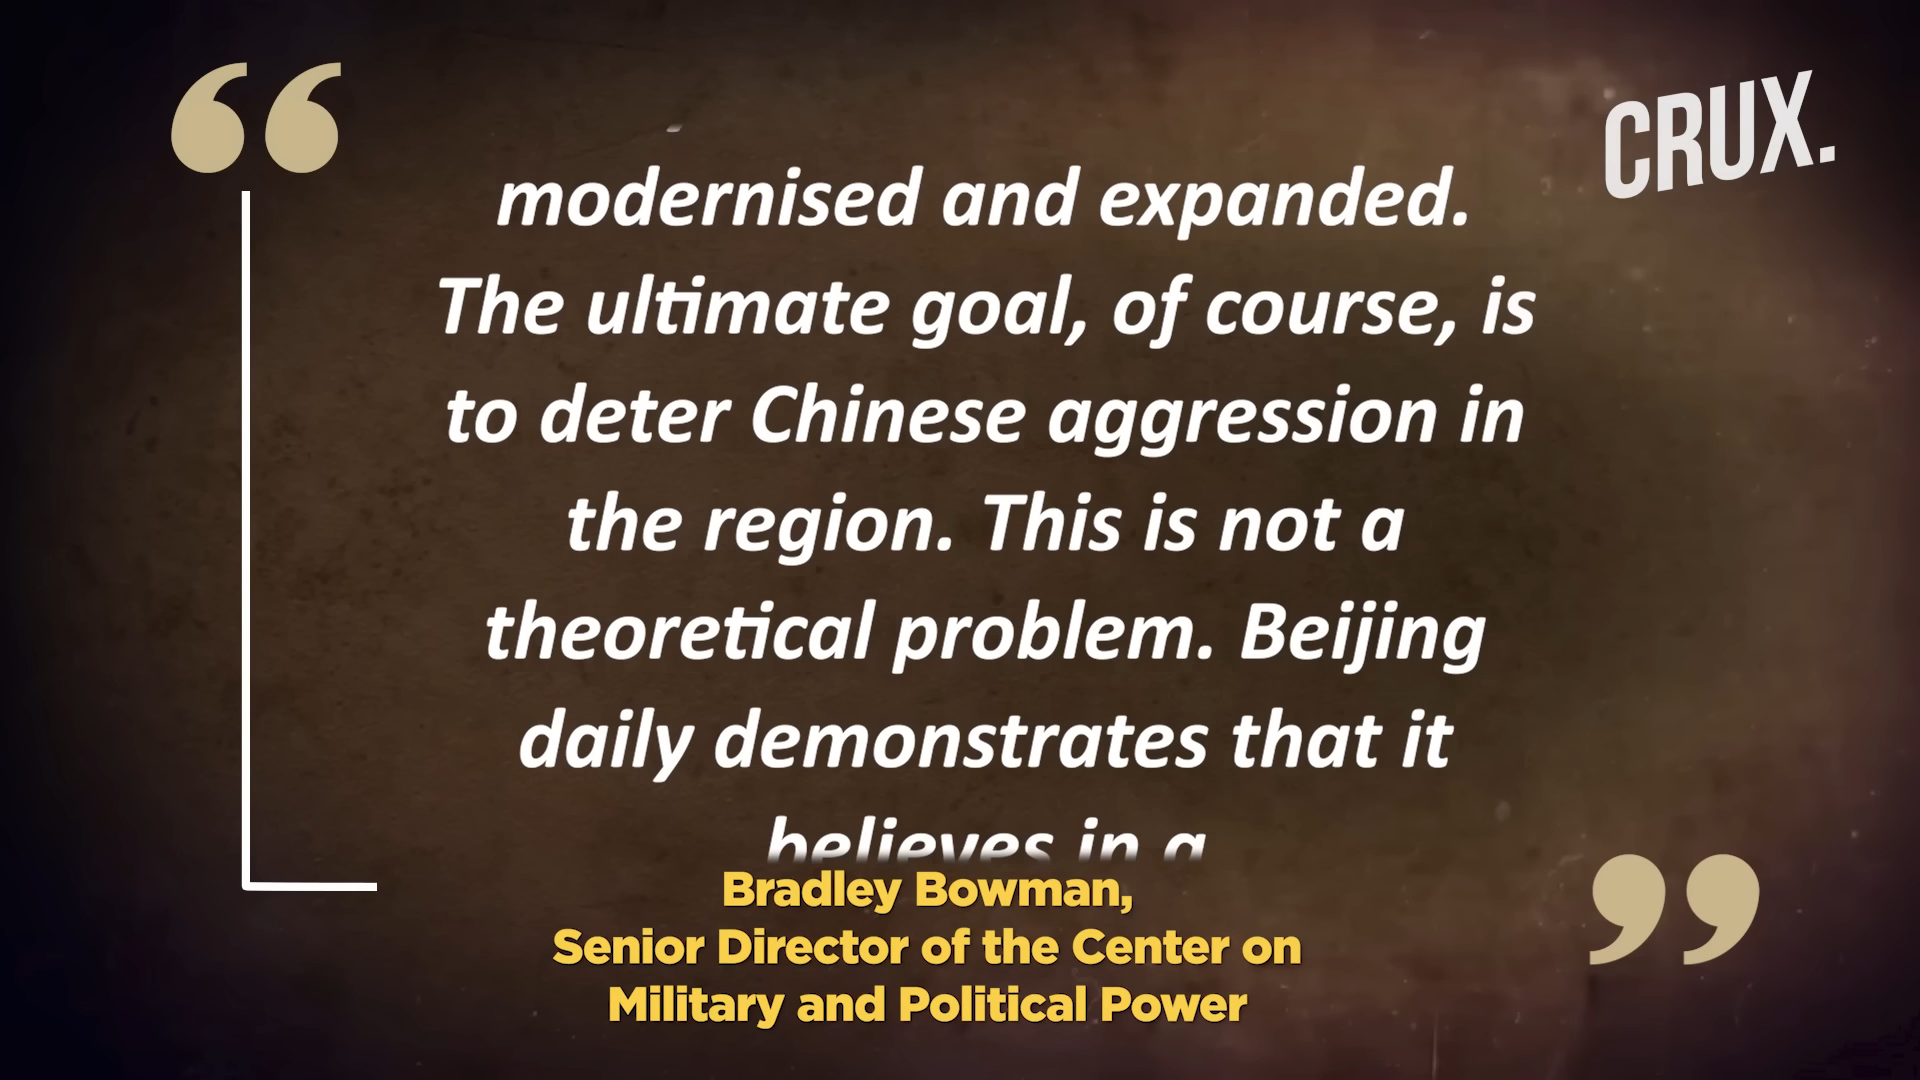 CRUX.
modernised and expanded.
The ultimate goal, of course, is
to deter Chinese aggression in
the region. This is not a
theoretical problem. Beijing
daily demonstrates that it
believes in a
Bradley Bowman,
Senior Director of the Center on
Military and Political Power